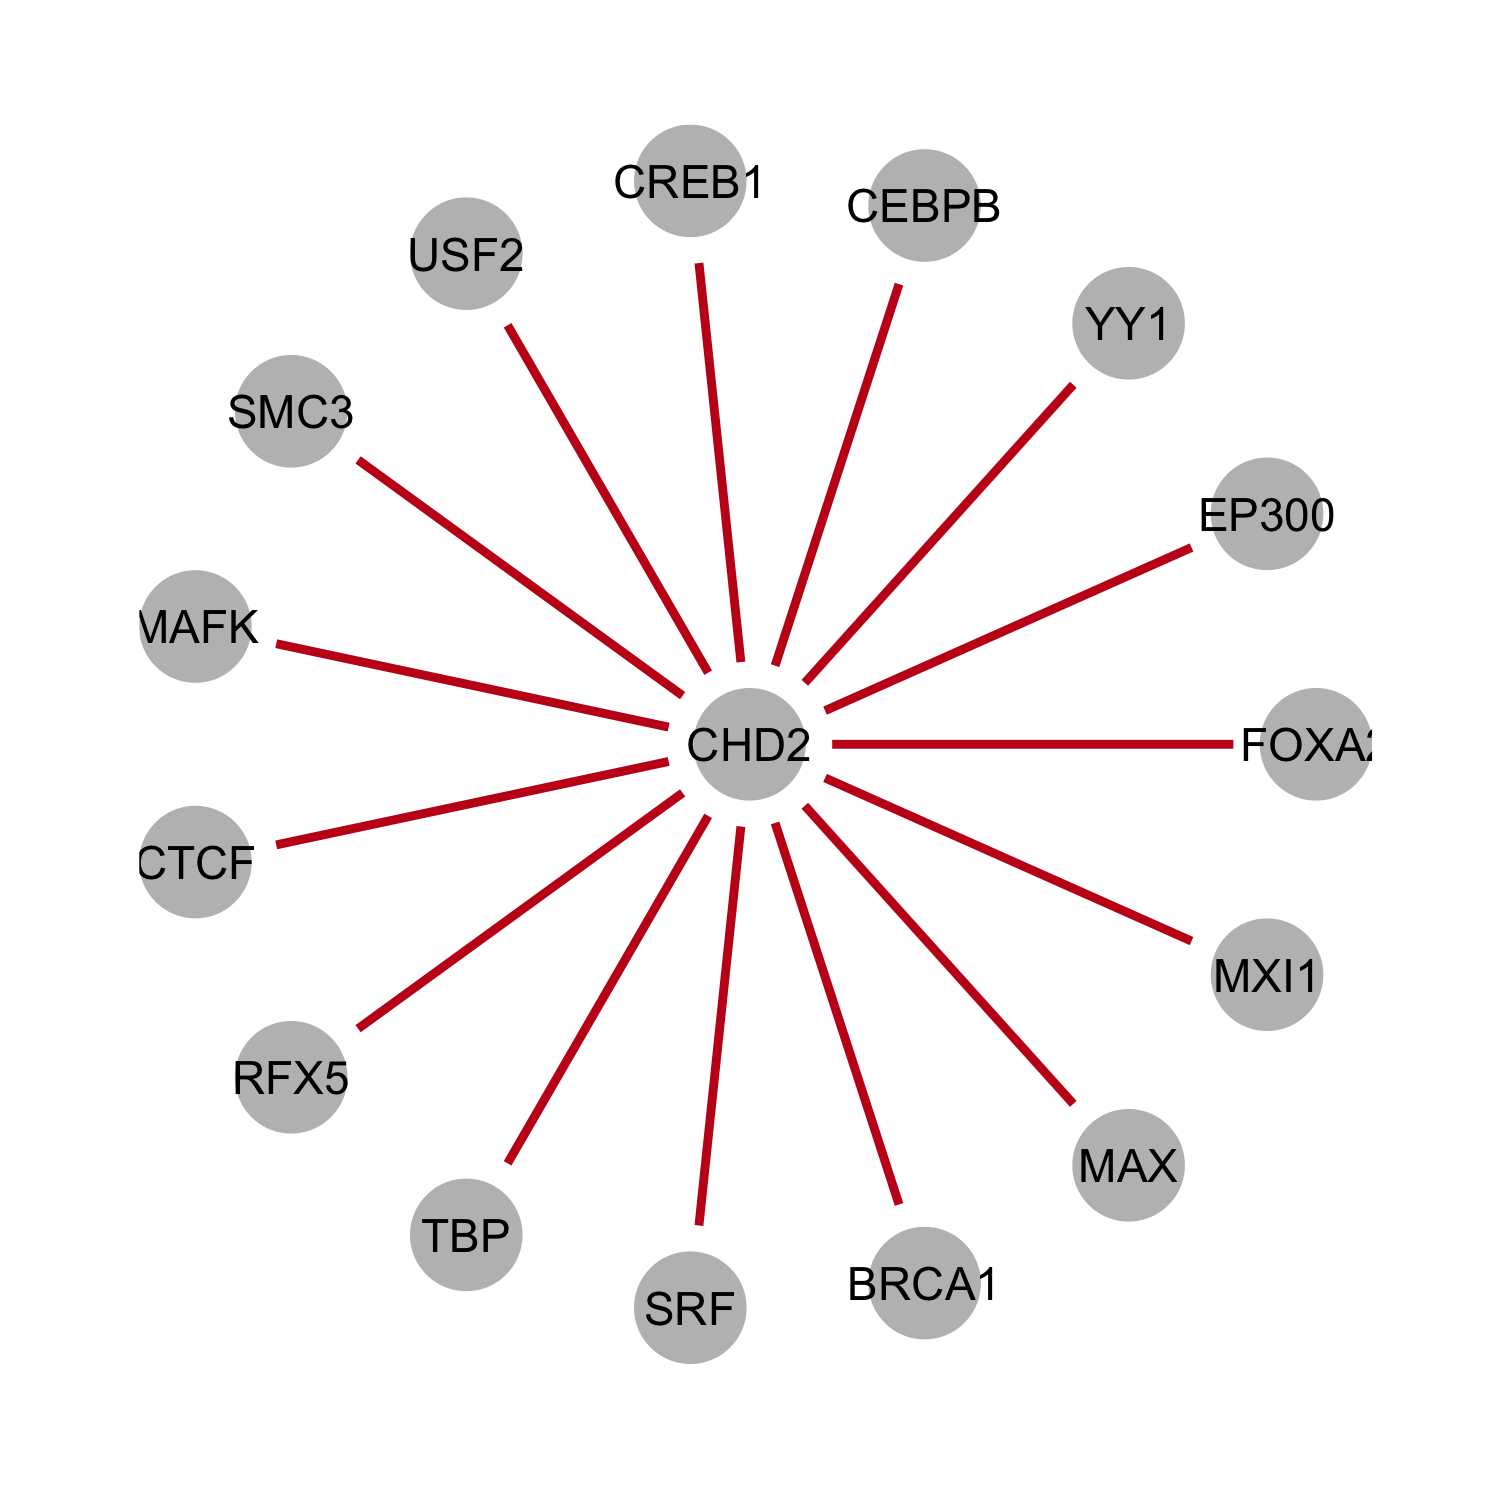 CREB1
CEBPB
USF2
YY1
SMC3
EP300
MAFK
CHD2
FOXA2
CTCF
MXI1
RFX5
MAX
TBP
BRCA1
SRF